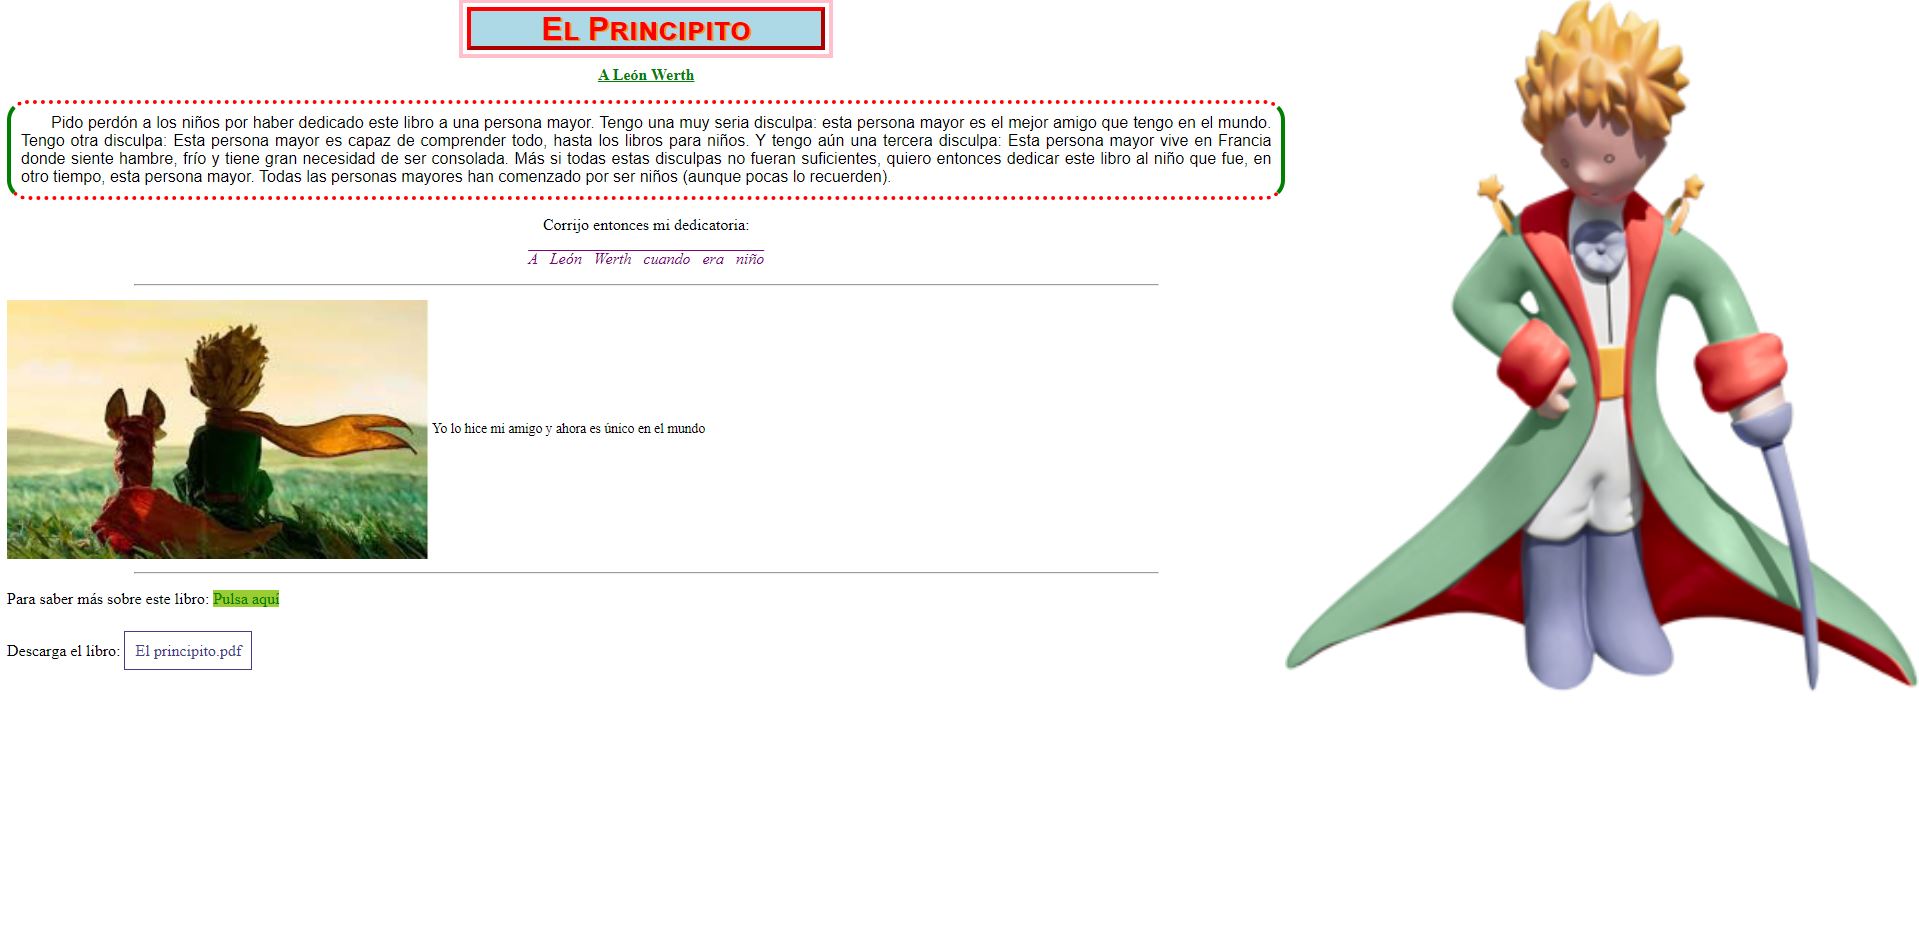 El Principito
A León Werth
Pido perdón a los niños por haber dedicado este libro a una persona mayor. Tengo una muy seria disculpa: esta persona mayor es el mejor amigo que tengo en el mundo.
Tengo otra disculpa: Esta persona mayor es capaz de comprender todo, hasta los libros para niños. Y tengo aún una tercera disculpa: Esta persona mayor vive en Francia
donde siente hambre, frío y tiene gran necesidad de ser consolada. Más si todas estas disculpas no fueran suficientes, quiero entonces dedicar este libro al niño que fue, en
otro tiempo, esta persona mayor. Todas las personas mayores han comenzado por ser niños (aunque pocas lo recuerden).
Corrijo entonces mi dedicatoria:
A León Werth cuando era niño
Yo lo hice mi amigo y ahora es único en el mundo
Para saber más sobre este libro: Pulsa aquí
Descarga el libro: El principito.pdf